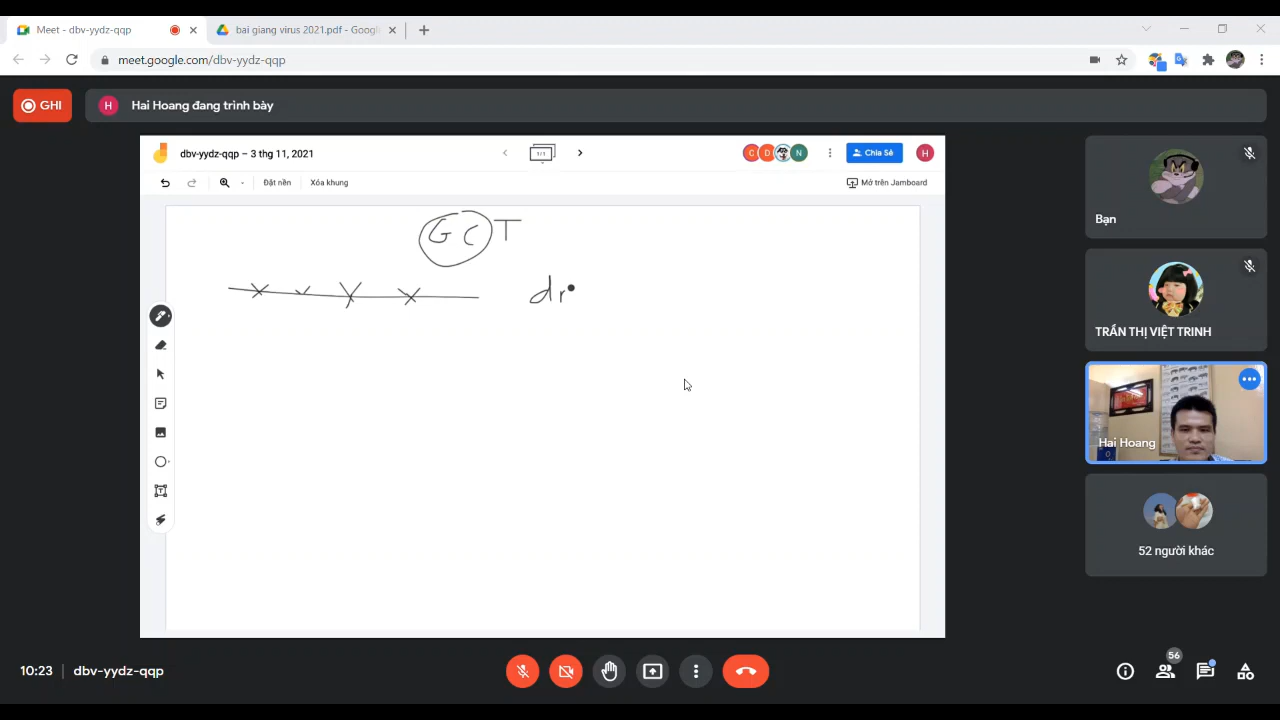 Meet - dbv-yydz-qqp
bai giang virus 2021.pdf - Google
meet.google.com/dbv-yydz-qqp
GHI
H
Hai Hoang đang trình bày
dbv-yydz-qqp – 3 thg 11, 2021
1/1
C D N
Chia Sẻ
H
Đặt nền
Xóa khung
Mở trên Jamboard
GC T
dr
Bạn
TRẦN THỊ VIỆT TRINH
Hai Hoang
52 người khác
10:23 | dbv-yydz-qqp
56